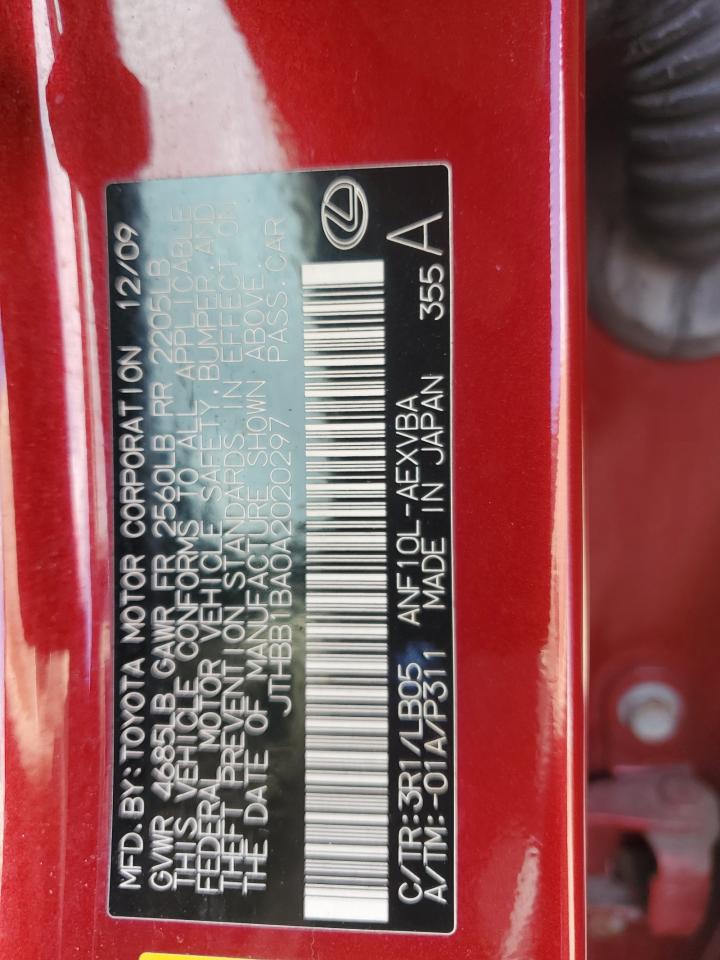 MFD. BY: TOYOTA MOTOR CORPORATION 12/09
GVWR 4685LB GAWR FR 2560LB RR 2205LB
THIS VEHICLE CONFORMS TO ALL APPLICABLE
FEDERAL MOTOR VEHICLE SAFETY, BUMPER, AND
THEFT PREVENTION STANDARDS IN EFFECT ON
THE DATE OF MANUFACTURE SHOWN ABOVE.
JTHBB1BA0A2020297 PASS. CAR
C/TR:3R1/LB05 ANF10L-AEXVBA
A/TM:-01A/P311 MADE IN JAPAN 355 A